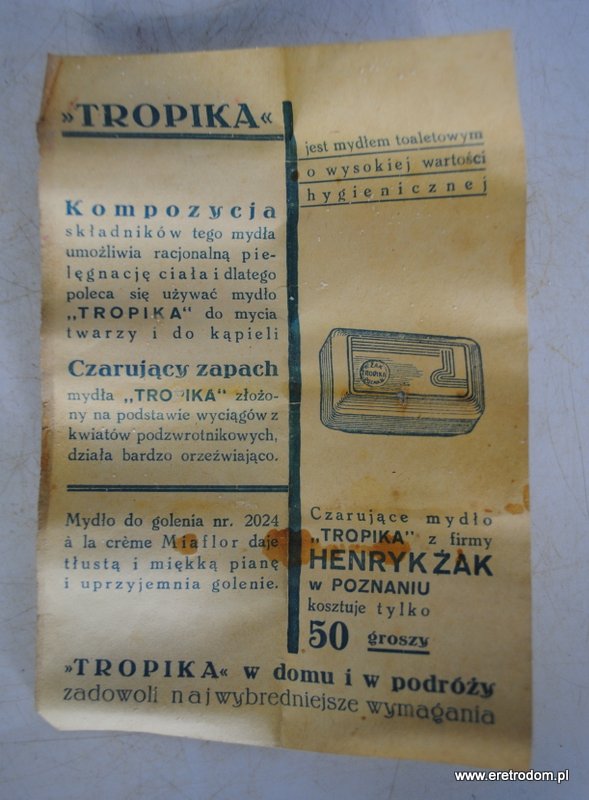 »TROPIKA«
jest mydłem toaletowym
o wysokiej wartości
hygienicznej
Kompozycja
składników tego mydła
umożliwia racjonalną pie-
lęgnację ciała i dlatego
poleca się używać mydło
„TROPIKA“ do mycia
twarzy i do kąpieli
Czarujący zapach
mydła „TRO IKA“ złożo-
ny na podstawie wyciągów z
kwiatów podzwrotnikowych,
działa bardzo orzeźwiająco.
ŻAK
TROPIKA
POZNAŃ
Mydło do golenia nr. 2024
à la crème Miaflor daje
tłustą i miękką pianę
i uprzyjemnia golenie.
Czarujące mydło
„TROPIKA“ z firmy
HENRYK ŻAK
w POZNANIU
kosztuje tylko
50 groszy
»TROPIKA« w domu i w podróży
zadowoli najwybredniejsze wymagania
www.eretrodom.pl